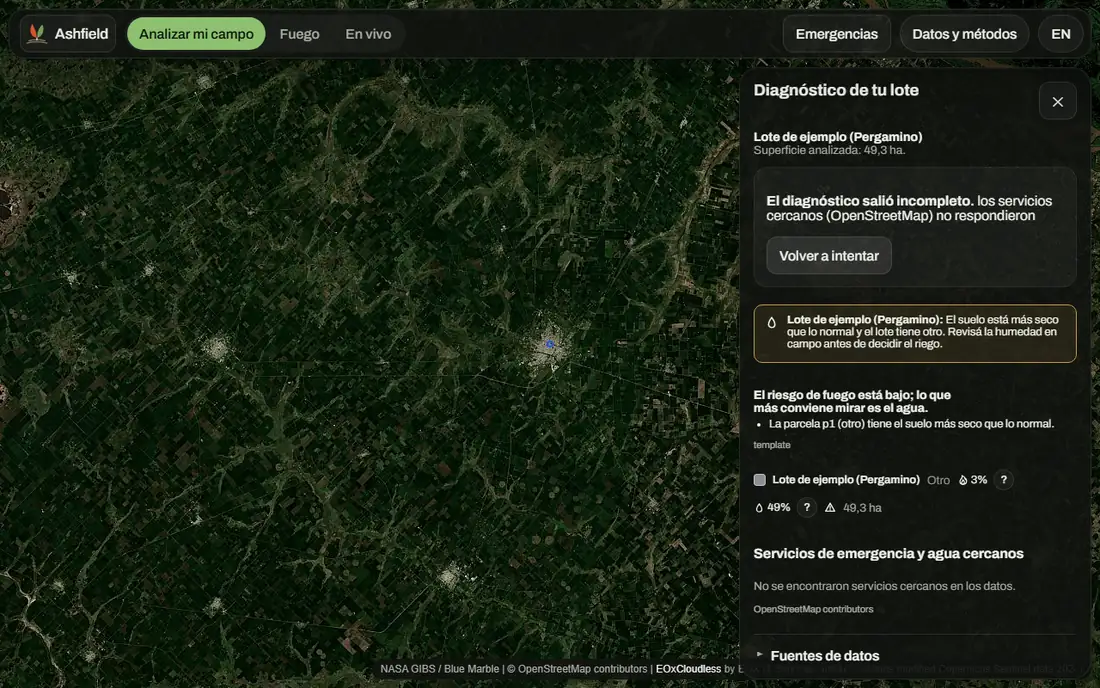 Ashfield
Analizar mi campo
Fuego
En vivo
Emergencias
Datos y métodos
EN
Diagnóstico de tu lote
Lote de ejemplo (Pergamino)
Superficie analizada: 49,3 ha.
El diagnóstico salió incompleto. los servicios
cercanos (OpenStreetMap) no respondieron
Volver a intentar
Lote de ejemplo (Pergamino): El suelo está más seco
que lo normal y el lote tiene otro. Revisá la humedad en
campo antes de decidir el riego.
El riesgo de fuego está bajo; lo que
más conviene mirar es el agua.
• La parcela p1 (otro) tiene el suelo más seco que lo normal.
template
Lote de ejemplo (Pergamino) Otro 3% ?
49% ? 49,3 ha
Servicios de emergencia y agua cercanos
No se encontraron servicios cercanos en los datos.
OpenStreetMap contributors
Fuentes de datos
NASA GIBS / Blue Marble | © OpenStreetMap contributors | EOxCloudless by